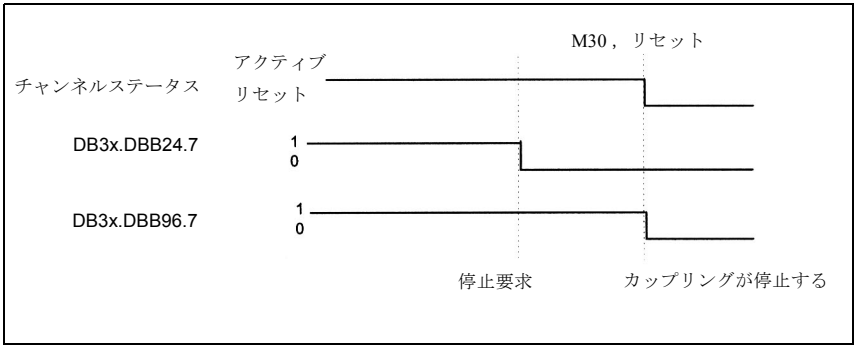 M30 , リセット
アクティブ
チャンネルステータス
リセット
DB3x.DBB24.7
1
0
DB3x.DBB96.7
1
0
停止要求
カップリングが停止する